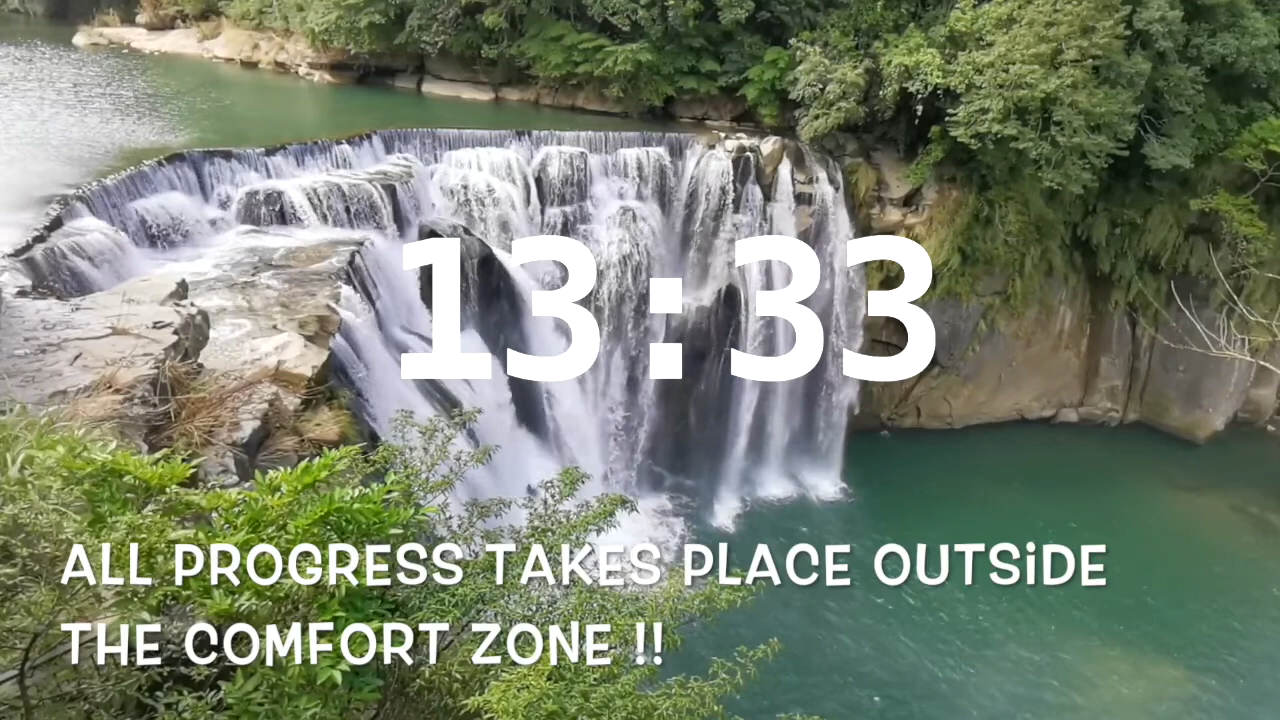 13:33
ALL PROGRESS TAKES PLACE OUTSiDE
THE COMFORT ZONE !!